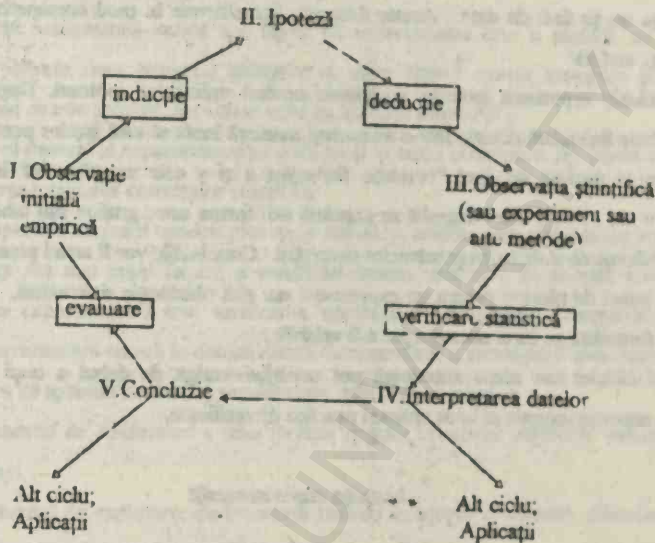 II. Ipoteză
inducție
deducție
I Observație
inițială
empirică
III.Observația științifică
(sau experiment sau
alte metode)
evaluare
verificare statistică
V.Concluzie
IV.Interpretarea datelor
Alt ciclu;
Aplicații
Alt ciclu;
Aplicații
UNIVERSITY